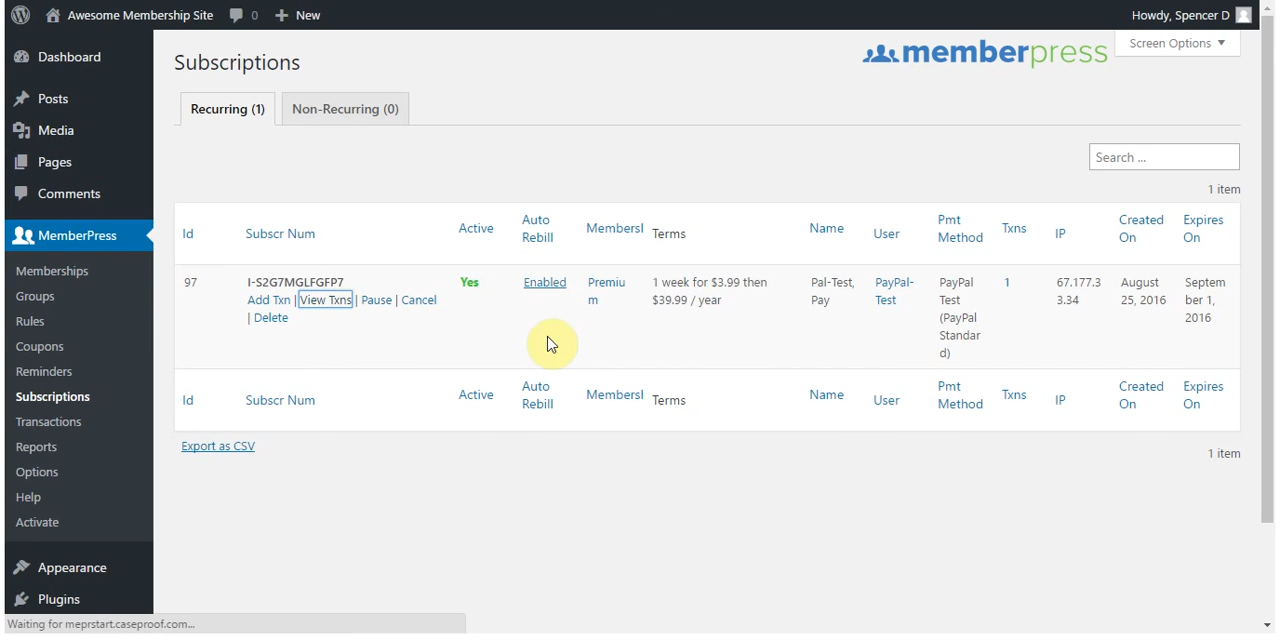 Awesome Membership Site
0
New
Howdy, Spencer D
Dashboard
Posts
Media
Pages
Comments
MemberPress
Memberships
Groups
Rules
Coupons
Reminders
Subscriptions
Transactions
Reports
Options
Help
Activate
Appearance
Plugins
Subscriptions
memberpress
Screen Options
Recurring (1)
Non-Recurring (0)
Search ...
1 item
Id
Subscr Num
Active
Auto
Rebill
Membersl
Terms
Name
User
Pmt
Method
Txns
IP
Created
On
Expires
On
97
I-S2G7MGLFGFP7
Add Txn | View Txns | Pause | Cancel
| Delete
Yes
Enabled
Premiu
m
1 week for $3.99 then
$39.99 / year
Pal-Test,
Pay
PayPal-
Test
PayPal
Test
(PayPal
Standar
d)
1
67.177.3
3.34
August
25, 2016
Septem
ber 1,
2016
Id
Subscr Num
Active
Auto
Rebill
Membersl
Terms
Name
User
Pmt
Method
Txns
IP
Created
On
Expires
On
Export as CSV
1 item
Waiting for meprstart.caseproof.com...